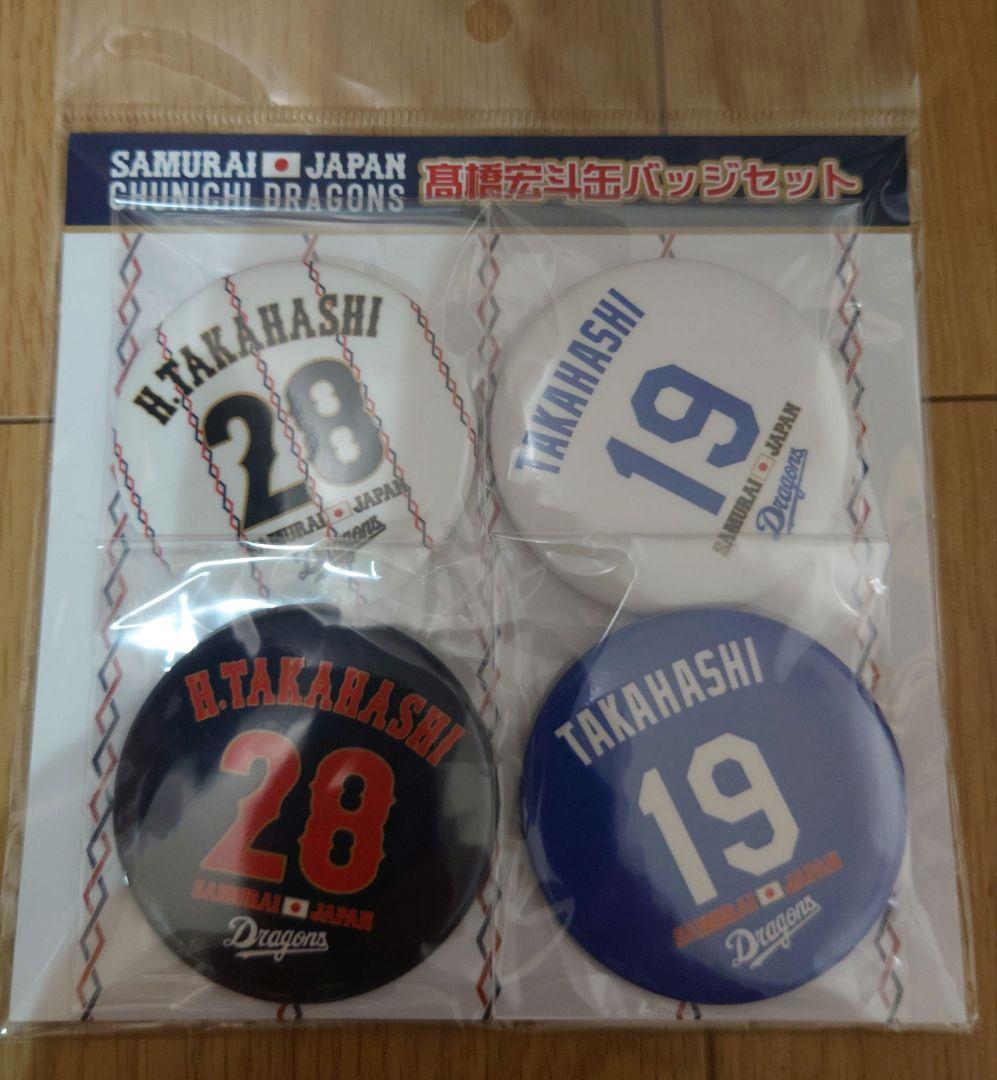 SAMURAI JAPAN
CHUNICHI DRAGONS
髙橋宏斗缶バッジセット
H.TAKAHASHI
28
SAMURAI JAPAN
Dragons
TAKAHASHI
19
SAMURAI JAPAN
Dragons
H.TAKAHASHI
28
SAMURAI JAPAN
Dragons
TAKAHASHI
19
SAMURAI JAPAN
Dragons